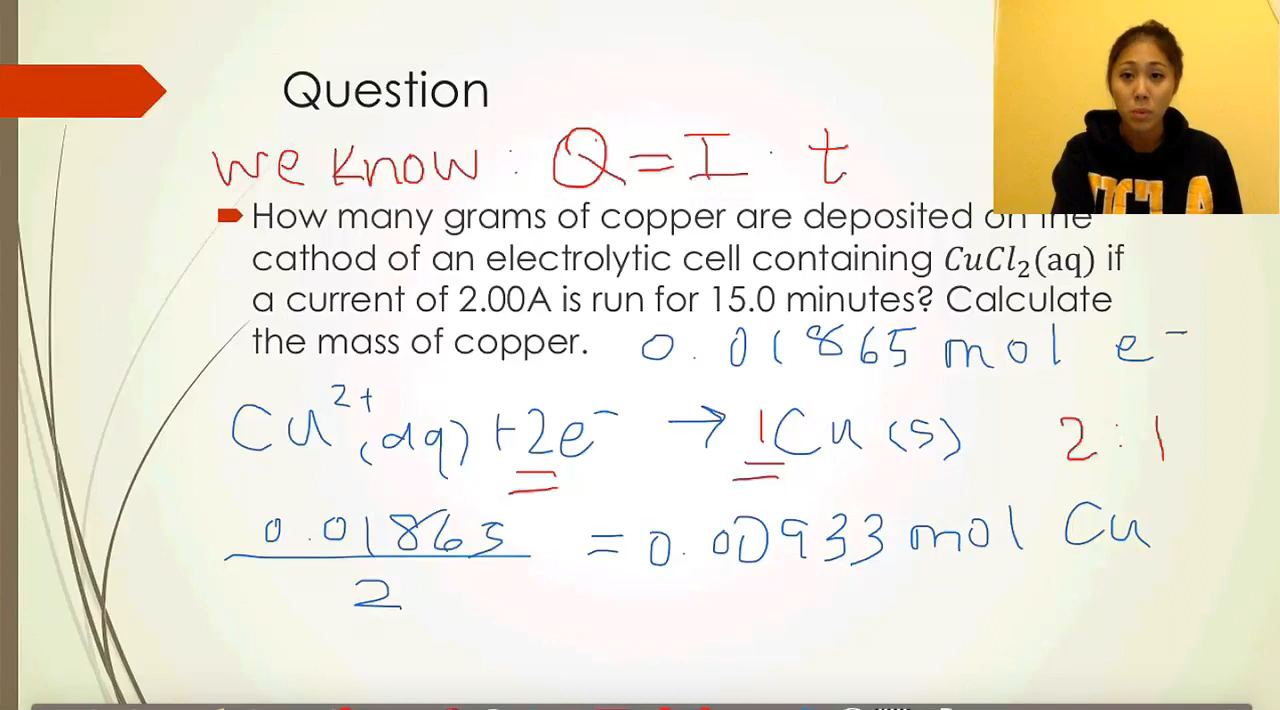 Question
we know: Q = I · t
How many grams of copper are deposited on the
cathod of an electrolytic cell containing CuCl₂(aq) if
a current of 2.00A is run for 15.0 minutes? Calculate
the mass of copper. 0.01865 mol e⁻
Cu²⁺(aq) + 2e⁻ → 1Cu(s) 2:1
0.01865
= 0.00933 mol Cu
2